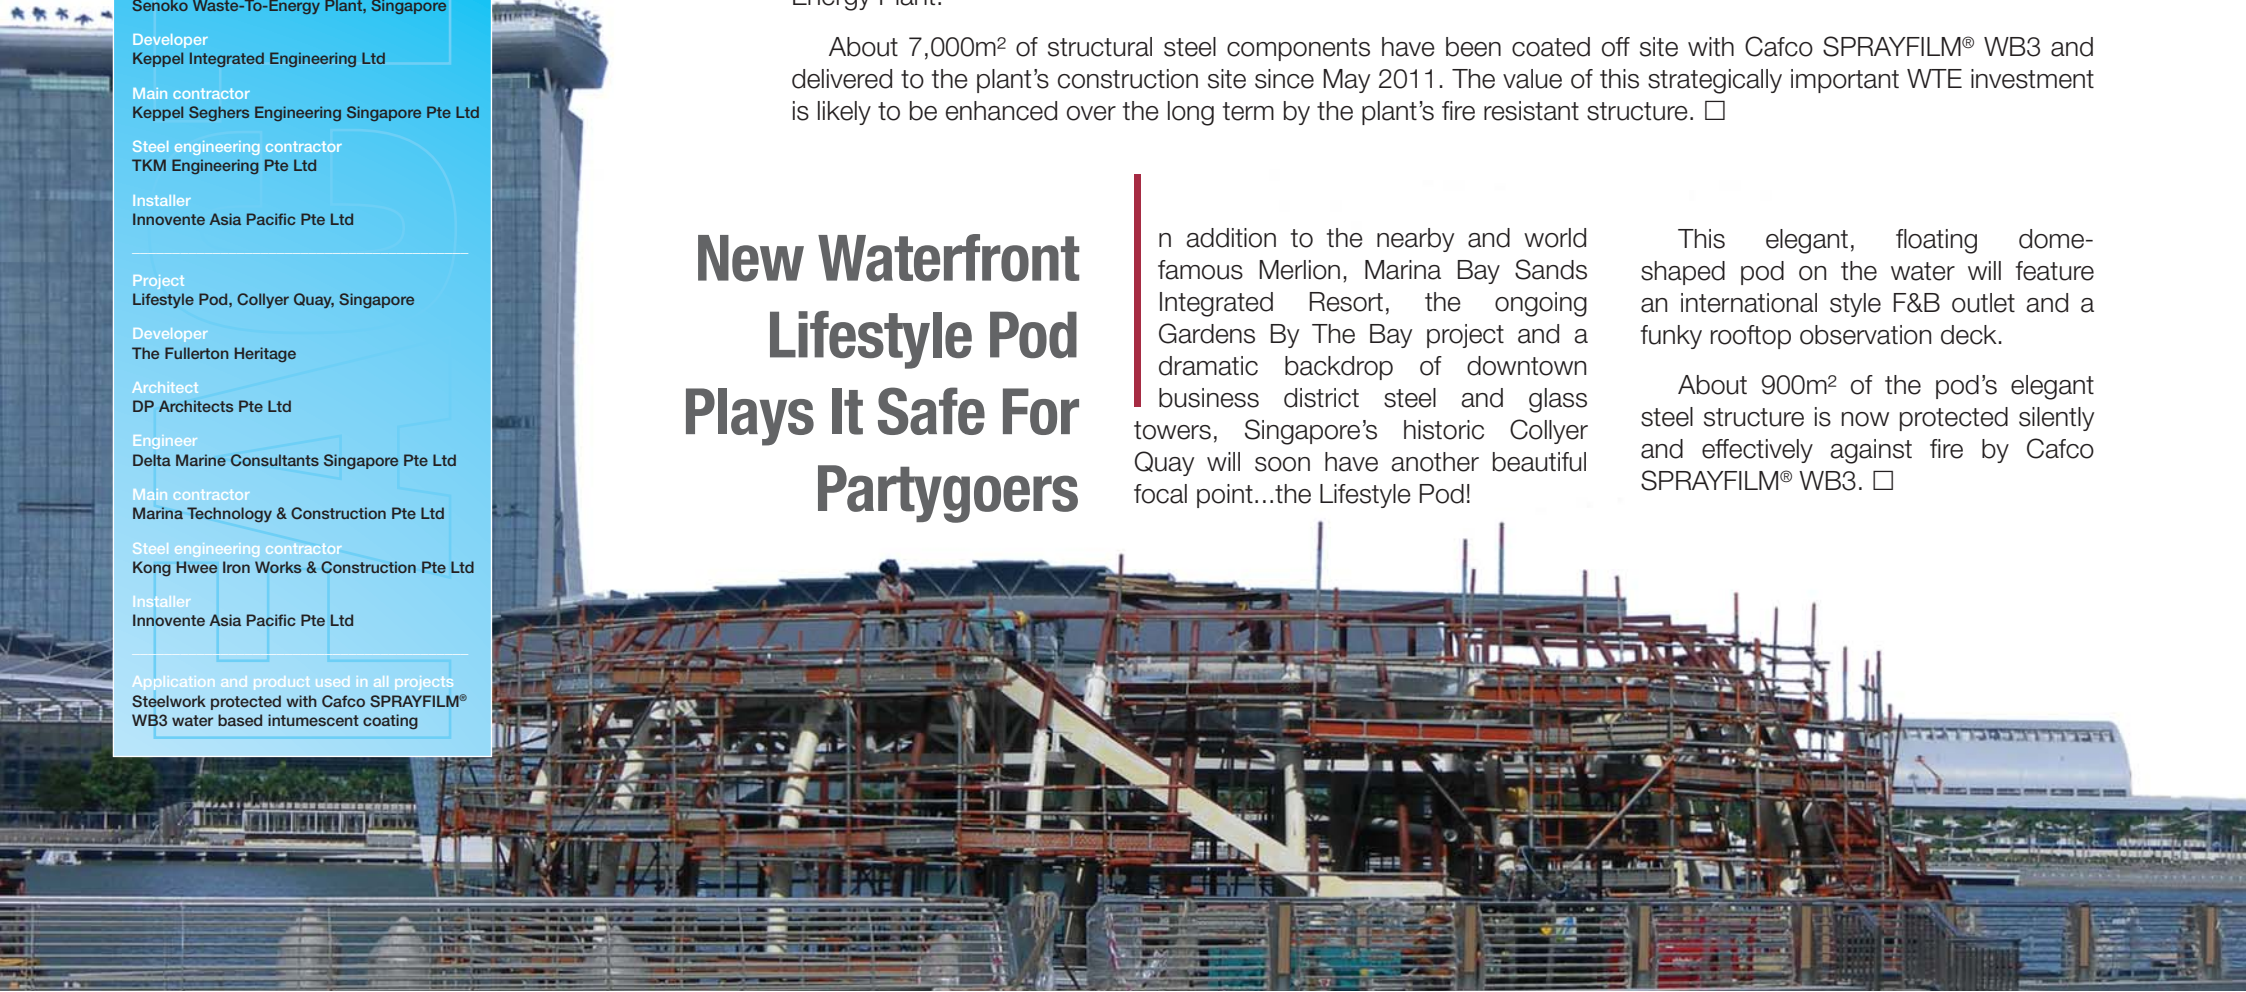 Senoko Waste-To-Energy Plant, Singapore
Developer
Keppel Integrated Engineering Ltd
Main contractor
Keppel Seghers Engineering Singapore Pte Ltd
Steel engineering contractor
TKM Engineering Pte Ltd
Installer
Innovente Asia Pacific Pte Ltd
Project
Lifestyle Pod, Collyer Quay, Singapore
Developer
The Fullerton Heritage
Architect
DP Architects Pte Ltd
Engineer
Delta Marine Consultants Singapore Pte Ltd
Main contractor
Marina Technology & Construction Pte Ltd
Steel engineering contractor
Kong Hwee Iron Works & Construction Pte Ltd
Installer
Innovente Asia Pacific Pte Ltd
Application and product used in all projects
Steelwork protected with Cafco SPRAYFILM®
WB3 water based intumescent coating
Energy Plant.
About 7,000m² of structural steel components have been coated off site with Cafco SPRAYFILM® WB3 and
delivered to the plant's construction site since May 2011. The value of this strategically important WTE investment
is likely to be enhanced over the long term by the plant's fire resistant structure. □
New Waterfront
Lifestyle Pod
Plays It Safe For
Partygoers
In addition to the nearby and world
famous Merlion, Marina Bay Sands
Integrated Resort, the ongoing
Gardens By The Bay project and a
dramatic backdrop of downtown
business district steel and glass
towers, Singapore's historic Collyer
Quay will soon have another beautiful
focal point...the Lifestyle Pod!
This elegant, floating dome-
shaped pod on the water will feature
an international style F&B outlet and a
funky rooftop observation deck.
About 900m² of the pod's elegant
steel structure is now protected silently
and effectively against fire by Cafco
SPRAYFILM® WB3. □